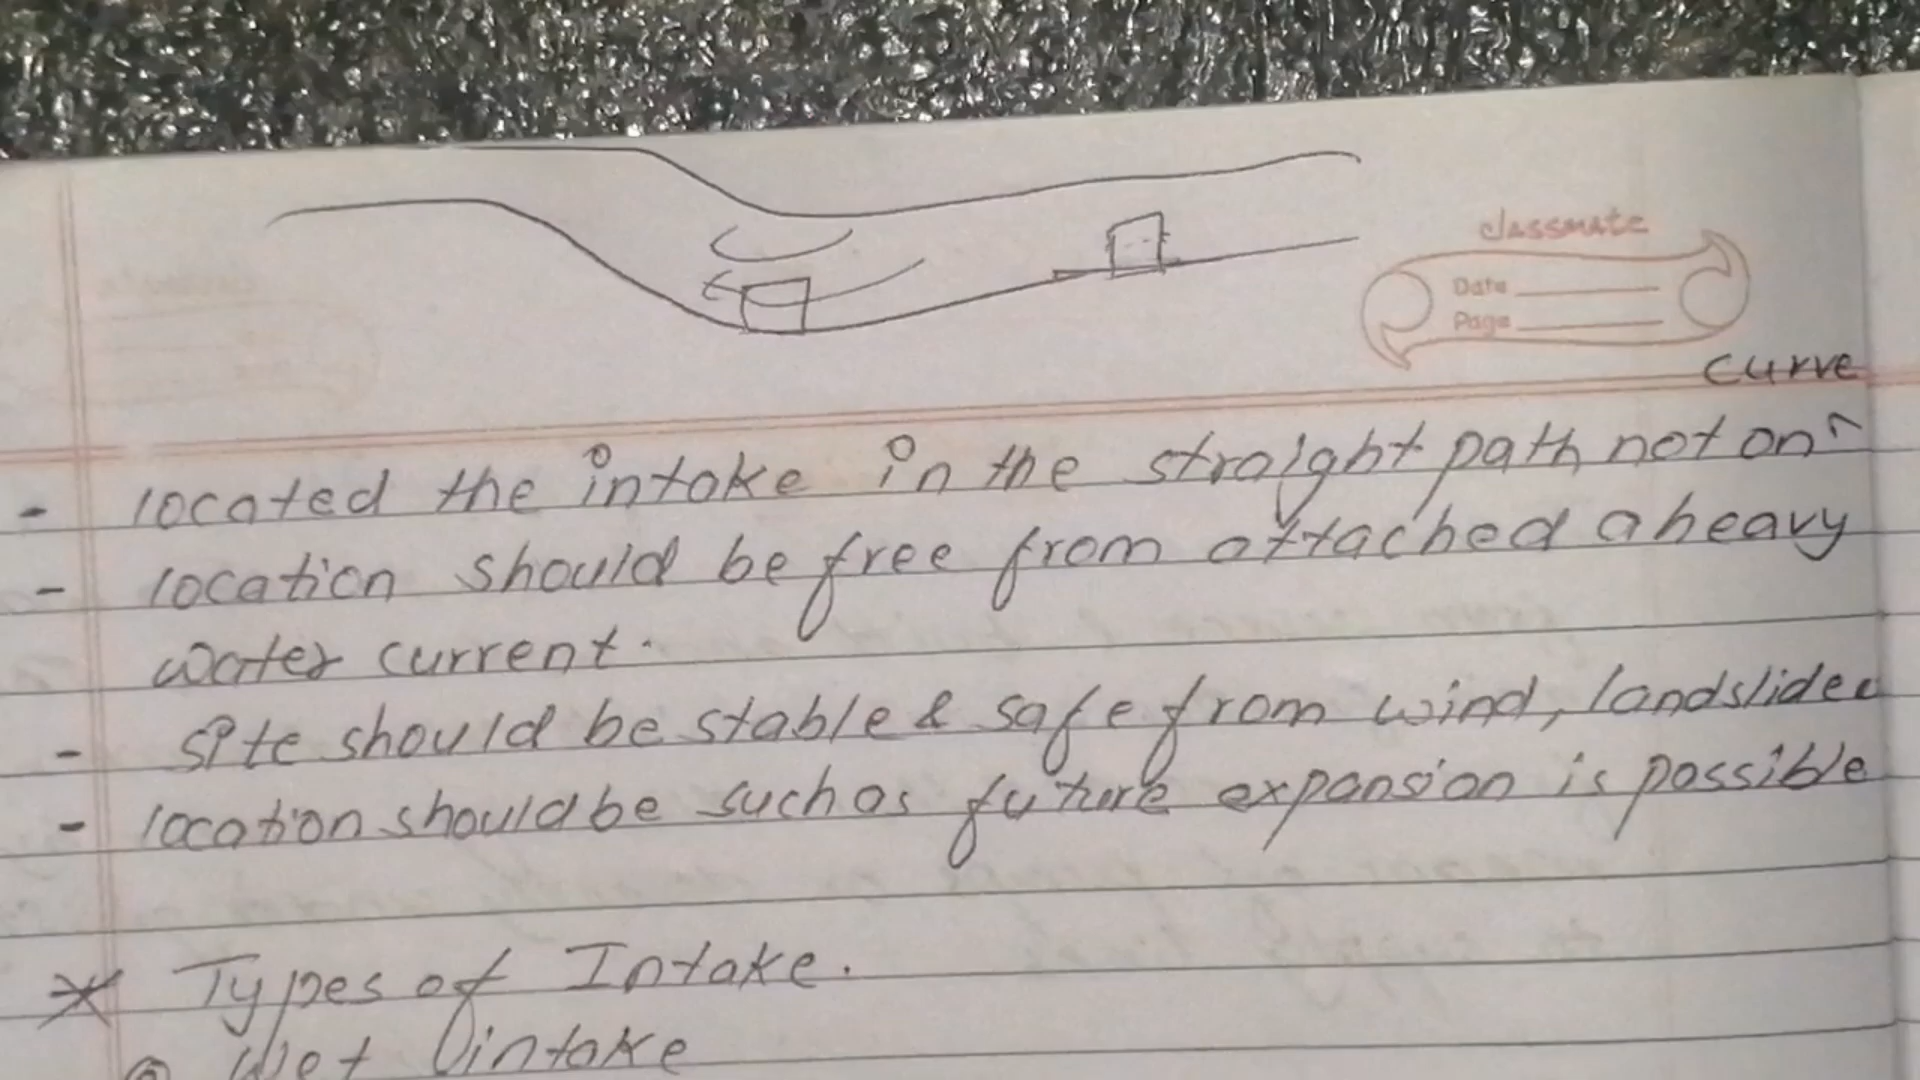 classmate
Date
Page
curve
- located the intake in the straight path not on ^
- location should be free from attached a heavy
water current.
- site should be stable & safe from wind, landslides
- location should be such as future expansion is possible
* Types of Intake.
Wet intake